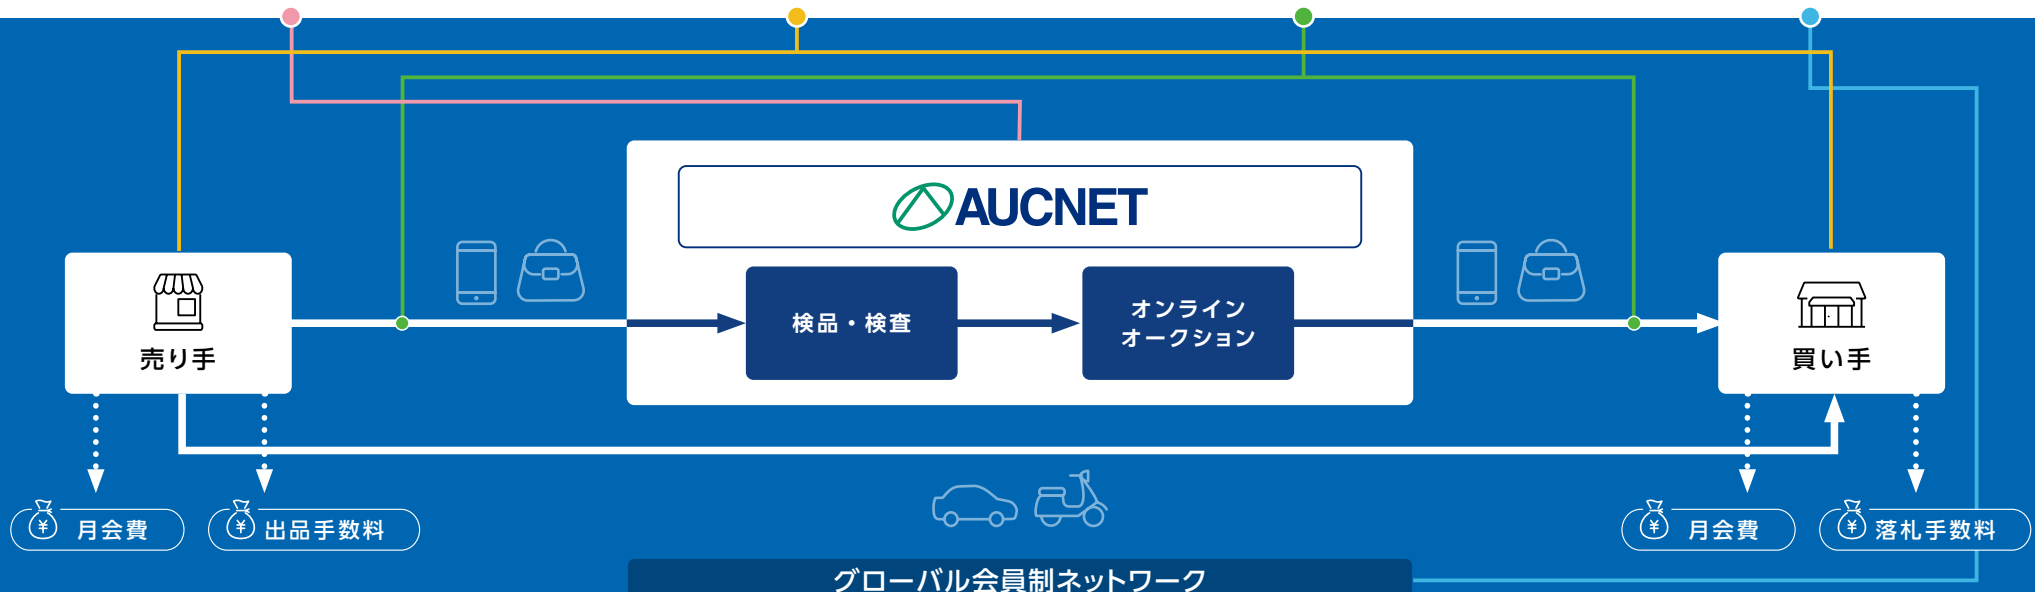 AUCNET
検品・検査
オンライン
オークション
売り手
買い手
¥ 月会費
¥ 出品手数料
¥ 月会費
¥ 落札手数料
グローバル会員制ネットワーク